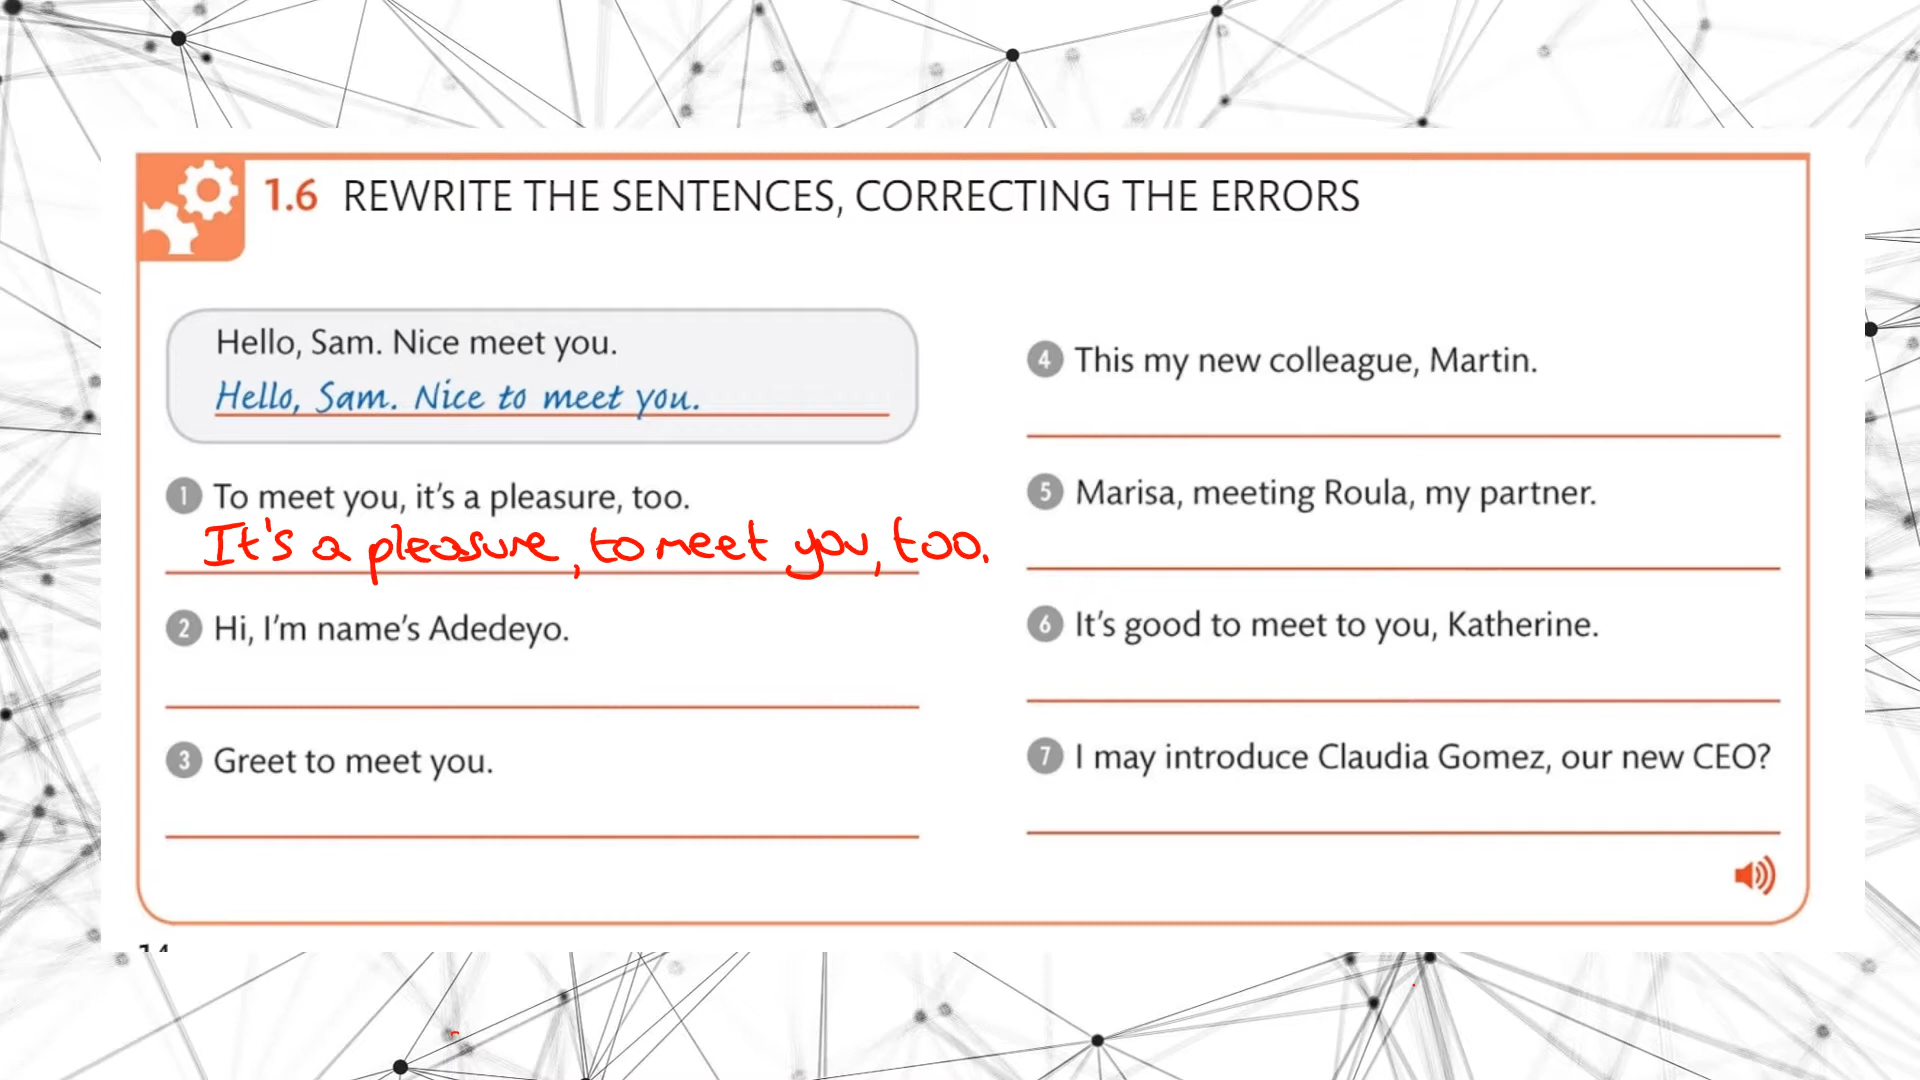 1.6 REWRITE THE SENTENCES, CORRECTING THE ERRORS
Hello, Sam. Nice meet you.
Hello, Sam. Nice to meet you.
1 To meet you, it's a pleasure, too.
It's a pleasure, to meet you, too.
2 Hi, I'm name's Adedeyo.
3 Greet to meet you.
4 This my new colleague, Martin.
5 Marisa, meeting Roula, my partner.
6 It's good to meet to you, Katherine.
7 I may introduce Claudia Gomez, our new CEO?